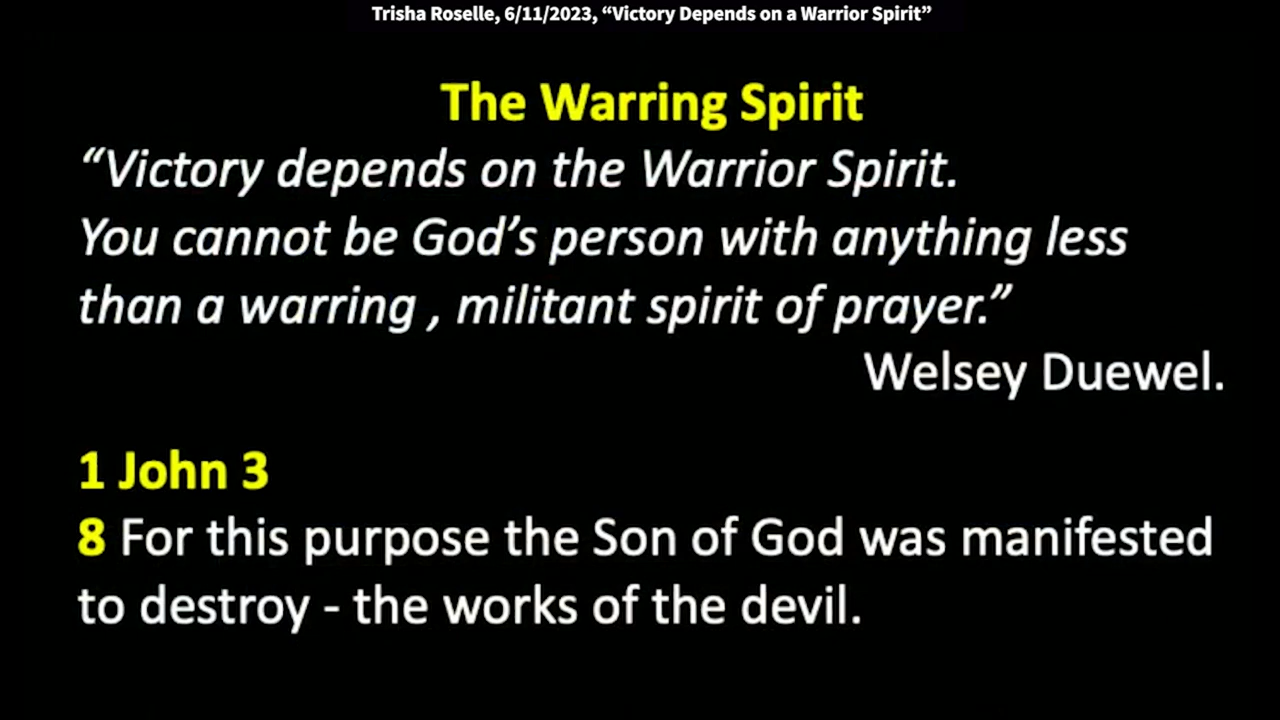 Trisha Roselle, 6/11/2023, “Victory Depends on a Warrior Spirit”
The Warring Spirit
“Victory depends on the Warrior Spirit.
You cannot be God’s person with anything less
than a warring , militant spirit of prayer.”
Welsey Duewel.
1 John 3
8 For this purpose the Son of God was manifested
to destroy - the works of the devil.